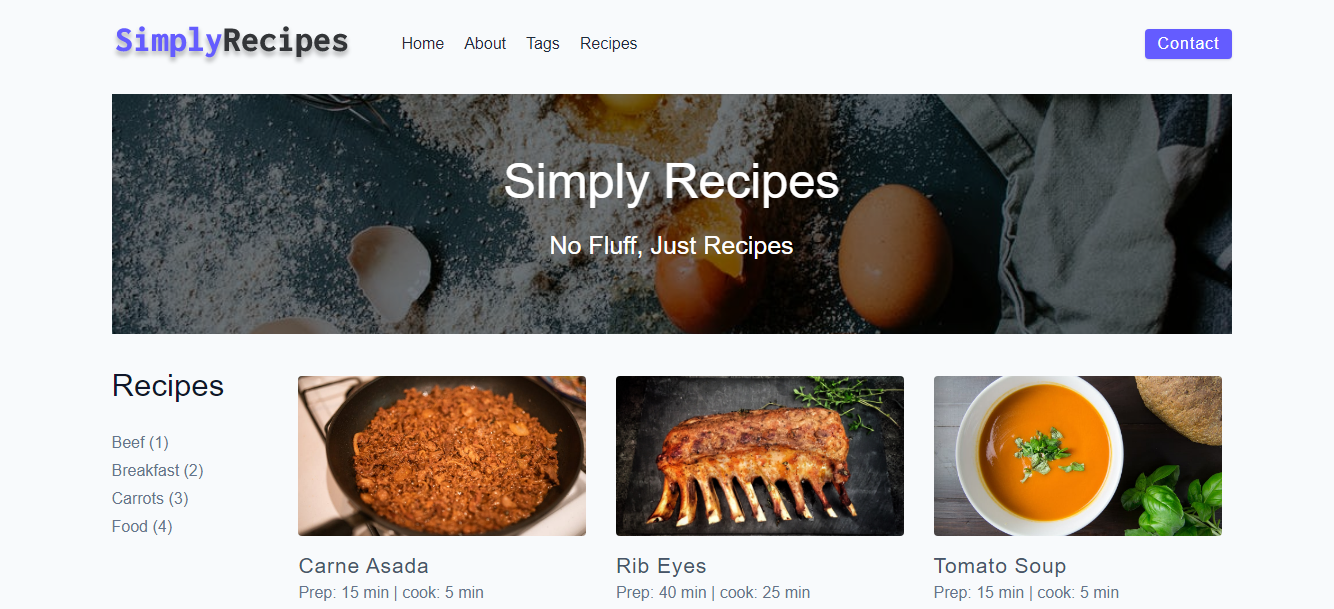 SimplyRecipes
Home
About
Tags
Recipes
Contact
Simply Recipes
No Fluff, Just Recipes
Recipes
Beef (1)
Breakfast (2)
Carrots (3)
Food (4)
Carne Asada
Prep: 15 min | cook: 5 min
Rib Eyes
Prep: 40 min | cook: 25 min
Tomato Soup
Prep: 15 min | cook: 5 min